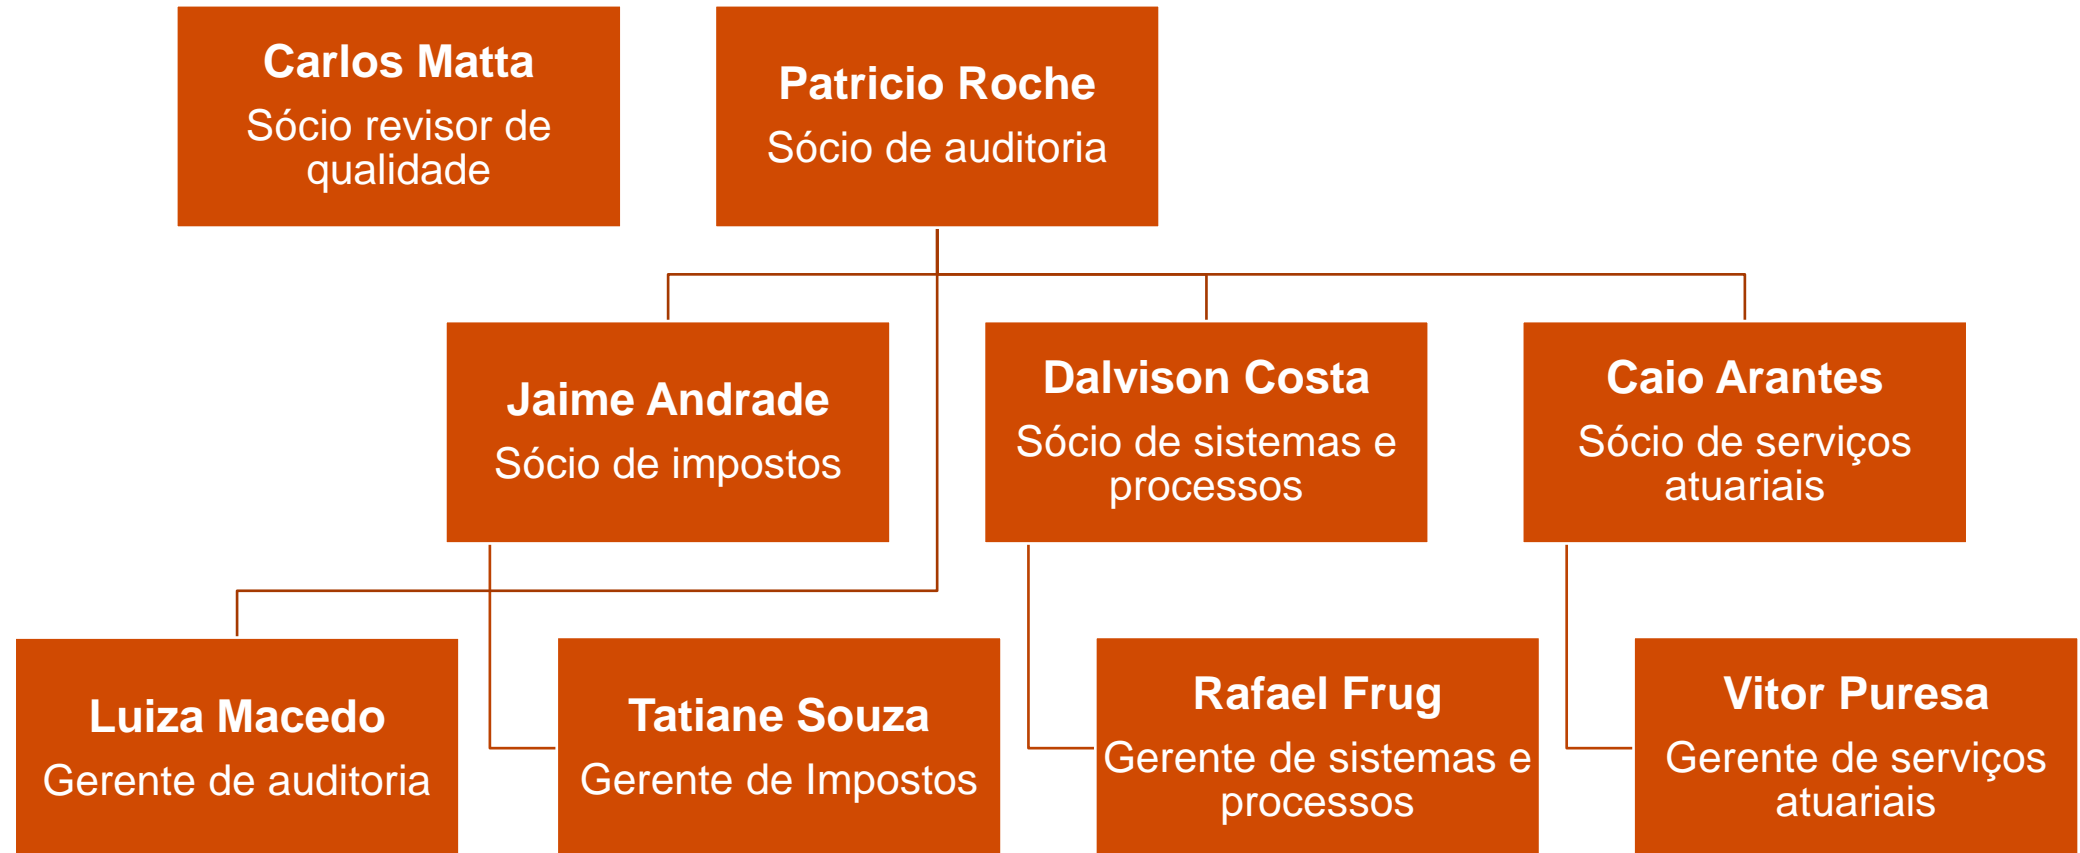 Carlos Matta
Sócio revisor de
qualidade
Patricio Roche
Sócio de auditoria
Jaime Andrade
Sócio de impostos
Dalvison Costa
Sócio de sistemas e
processos
Caio Arantes
Sócio de serviços
atuariais
Luiza Macedo
Gerente de auditoria
Tatiane Souza
Gerente de Impostos
Rafael Frug
Gerente de sistemas e
processos
Vitor Puresa
Gerente de serviços
atuariais